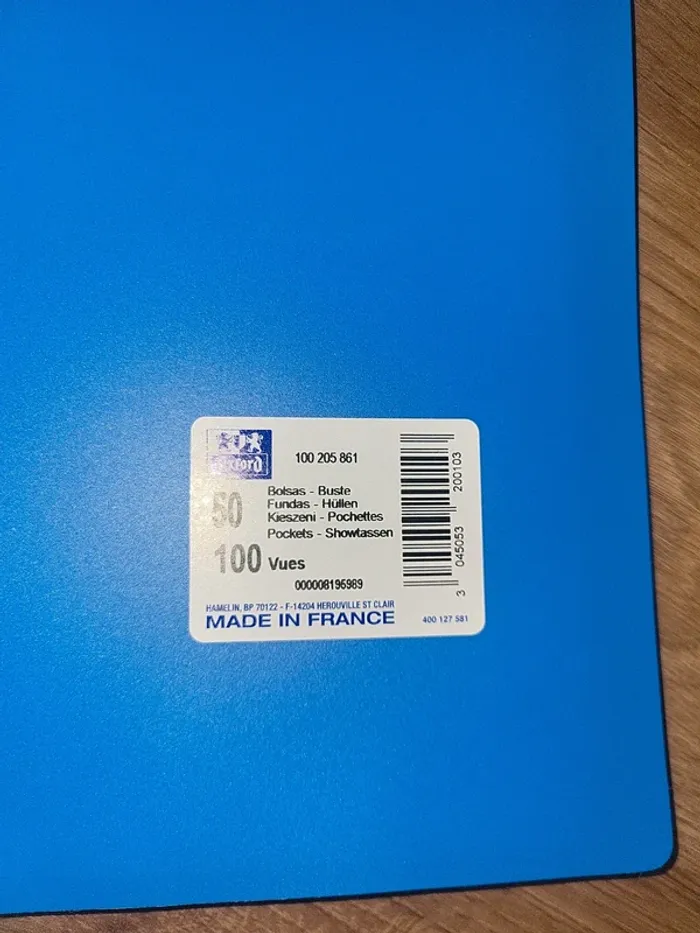 Oxford
100 205 861
50
Bolsas - Buste
Fundas - Hüllen
Kieszeni - Pochettes
Pockets - Showtassen
100 Vues
000008196989
HAMELIN, BP 70122 - F-14204 HEROUVILLE ST CLAIR
MADE IN FRANCE
400 127 581
3 045053 200103